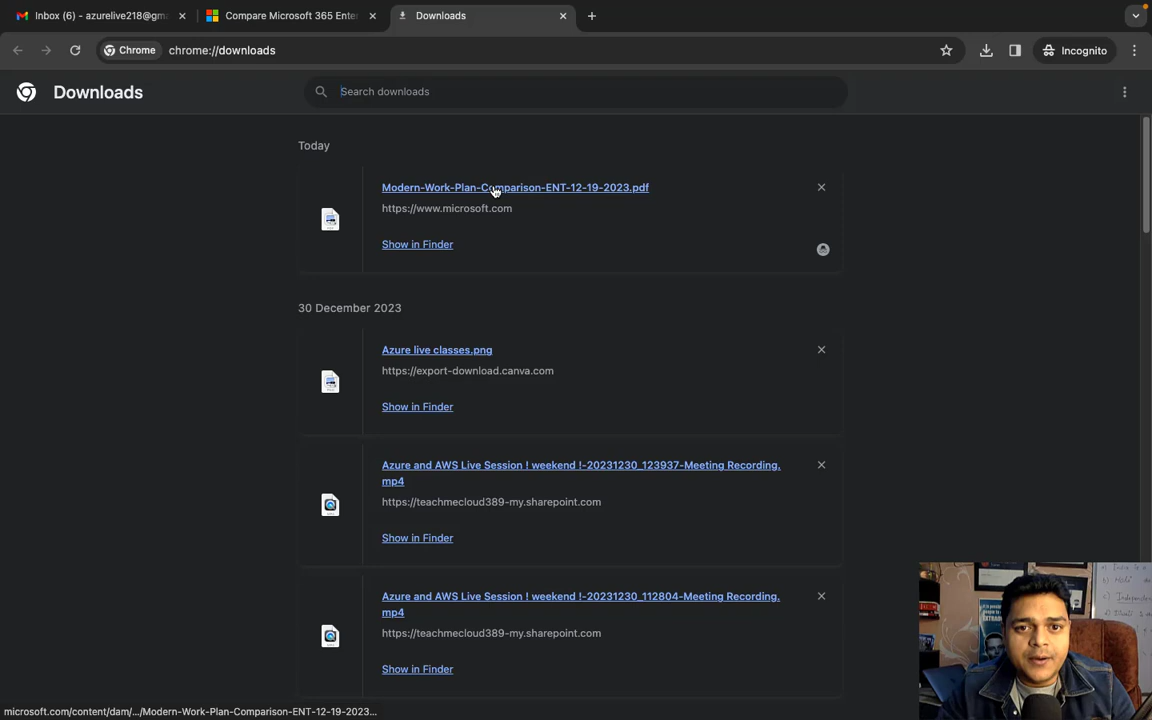 Inbox (6) - azurelive218@gm
Compare Microsoft 365 Ente
Downloads
Chrome
chrome://downloads
Incognito
Downloads
Search downloads
Today
Modern-Work-Plan-Comparison-ENT-12-19-2023.pdf
https://www.microsoft.com
Show in Finder
30 December 2023
Azure live classes.png
https://export-download.canva.com
Show in Finder
Azure and AWS Live Session ! weekend !-20231230_123937-Meeting Recording.
mp4
https://teachmecloud389-my.sharepoint.com
Show in Finder
Azure and AWS Live Session ! weekend !-20231230_112804-Meeting Recording.
mp4
https://teachmecloud389-my.sharepoint.com
Show in Finder
microsoft.com/content/dam/.../Modern-Work-Plan-Comparison-ENT-12-19-2023...